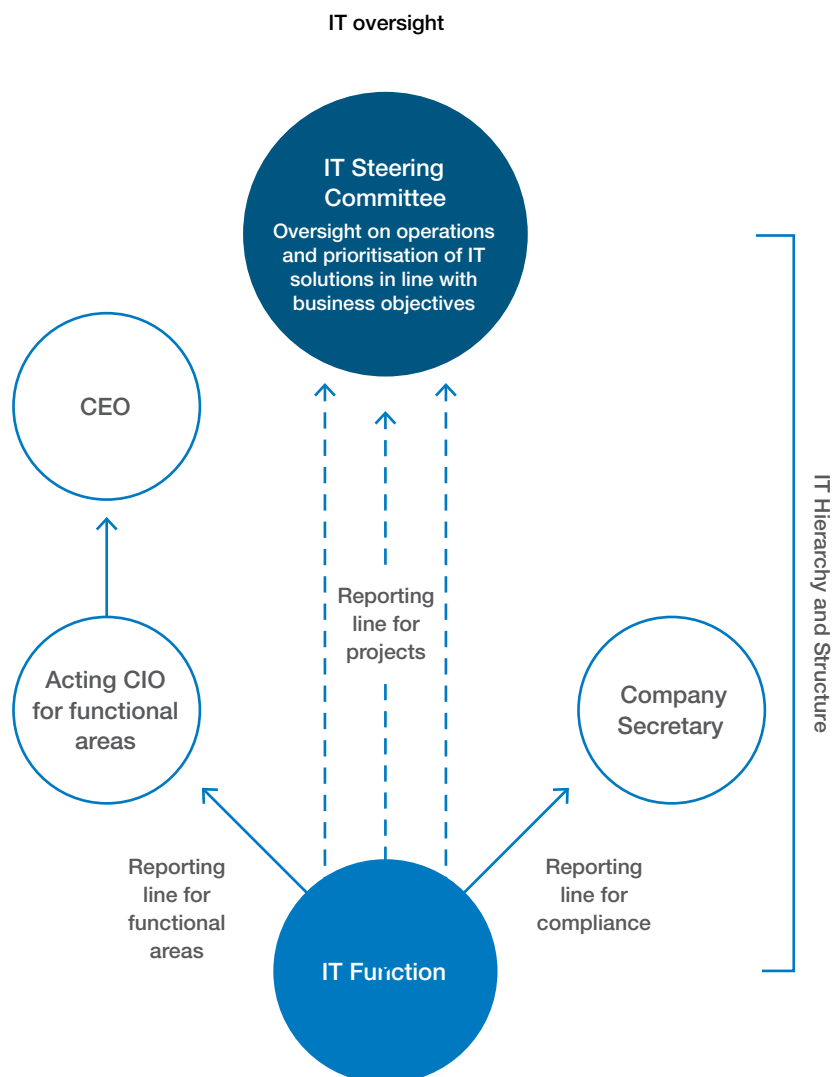 IT oversight
IT Steering
Committee
Oversight on operations
and prioritisation of IT
solutions in line with
business objectives
CEO
Reporting
line for
projects
Acting CIO
for functional
areas
Company
Secretary
IT Hierarchy and Structure
Reporting
line for
functional
areas
Reporting
line for
compliance
IT Function